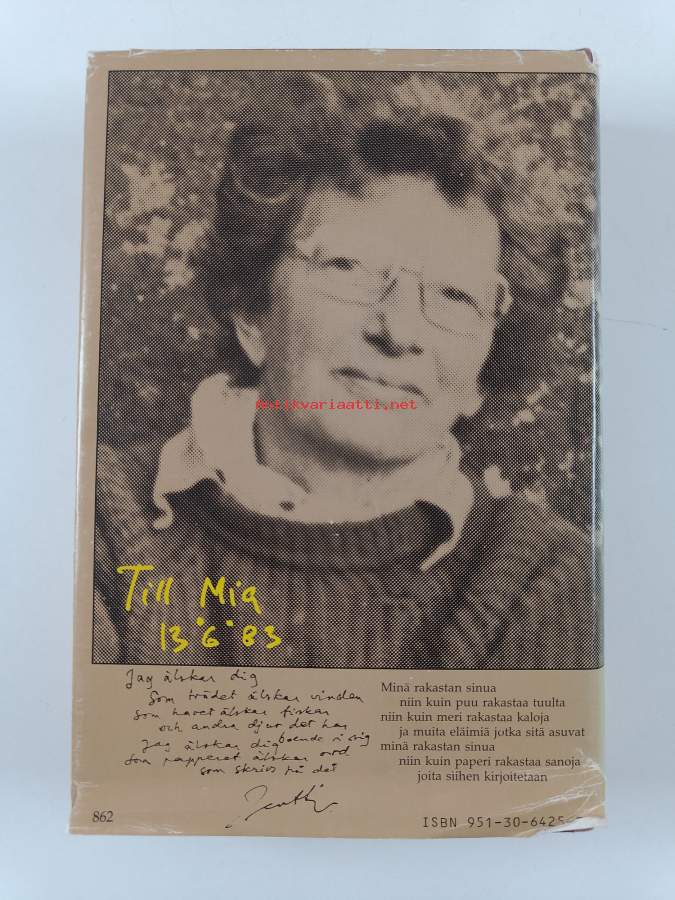 antikvariaatti.net
Till Mia
13·6·83
Jag älskar dig
som trädet älskar vinden
som havet älskar fiskar
och andra djur det har
boende i sig
Jag älskar dig
som papperet älskar ord
som skrivs på det
Minä rakastan sinua
niin kuin puu rakastaa tuulta
niin kuin meri rakastaa kaloja
ja muita eläimiä jotka sitä asuvat
minä rakastan sinua
niin kuin paperi rakastaa sanoja
joita siihen kirjoitetaan
862
ISBN 951-30-642